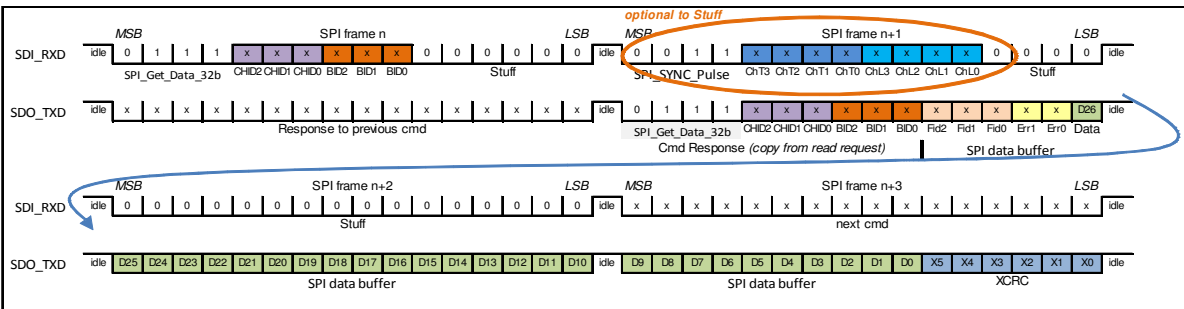 optional to Stuff
MSB SPI frame n LSB MSB SPI frame n+1 LSB
SDI_RXD idle 0 1 1 1 x x x x x x 0 0 0 0 0 0 idle 0 0 1 1 x x x x x x x x 0 0 0 0 idle
SPI_Get_Data_32b CHID2 CHID1 CHID0 BID2 BID1 BID0 Stuff SPI_SYNC_Pulse ChT3 ChT2 ChT1 ChT0 ChL3 ChL2 ChL1 ChL0 Stuff
SDO_TXD idle x x x x x x x x x x x x x x x x idle 0 1 1 1 x x x x x x x x x x x D26 idle
Response to previous cmd SPI_Get_Data_32b CHID2 CHID1 CHID0 BID2 BID1 BID0 Fid2 Fid1 Fid0 Err1 Err0 Data
Cmd Response (copy from read request) SPI data buffer
MSB SPI frame n+2 LSB MSB SPI frame n+3 LSB
SDI_RXD idle 0 0 0 0 0 0 0 0 0 0 0 0 0 0 0 0 idle x x x x x x x x x x x x x x x x idle
Stuff next cmd
SDO_TXD idle D25 D24 D23 D22 D21 D20 D19 D18 D17 D16 D15 D14 D13 D12 D11 D10 idle D9 D8 D7 D6 D5 D4 D3 D2 D1 D0 X5 X4 X3 X2 X1 X0 idle
SPI data buffer SPI data buffer XCRC